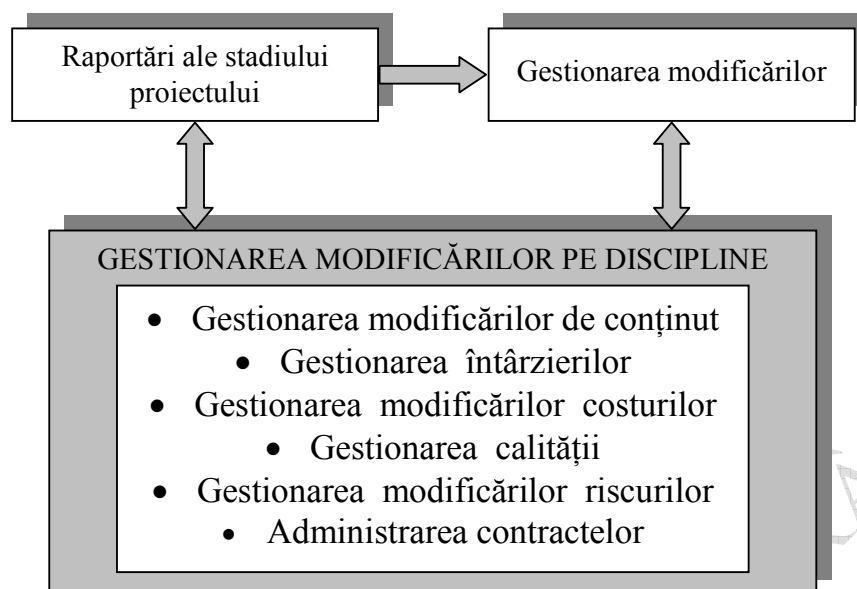 Raportări ale stadiului
proiectului
Gestionarea modificărilor
GESTIONAREA MODIFICĂRILOR PE DISCIPLINE
• Gestionarea modificărilor de conținut
• Gestionarea întârzierilor
• Gestionarea modificărilor costurilor
• Gestionarea calității
• Gestionarea modificărilor riscurilor
• Administrarea contractelor